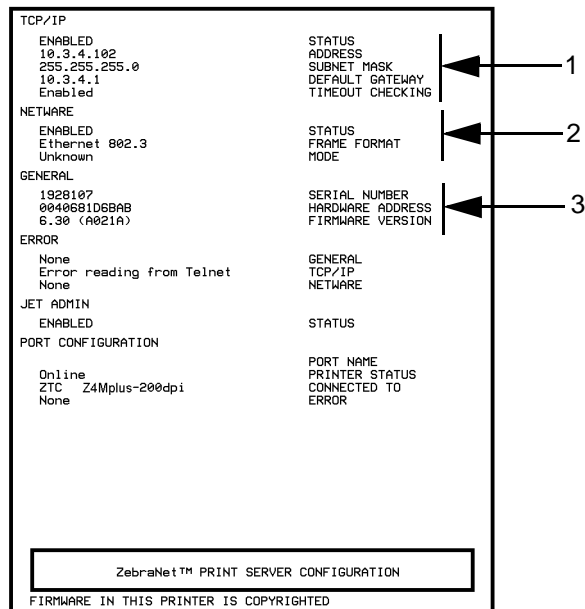 TCP/IP
ENABLED STATUS
10.3.4.102 ADDRESS
255.255.255.0 SUBNET MASK
10.3.4.1 DEFAULT GATEWAY
Enabled TIMEOUT CHECKING
1
NETWARE
ENABLED STATUS
Ethernet 802.3 FRAME FORMAT
Unknown MODE
2
GENERAL
1928107 SERIAL NUMBER
0040681D6BAB HARDWARE ADDRESS
6.30 (A021A) FIRMWARE VERSION
3
ERROR
None GENERAL
Error reading from Telnet TCP/IP
None NETWARE
JET ADMIN
ENABLED STATUS
PORT CONFIGURATION
PORT NAME
Online PRINTER STATUS
ZTC Z4Mplus-200dpi CONNECTED TO
None ERROR
ZebraNet™ PRINT SERVER CONFIGURATION
FIRMWARE IN THIS PRINTER IS COPYRIGHTED